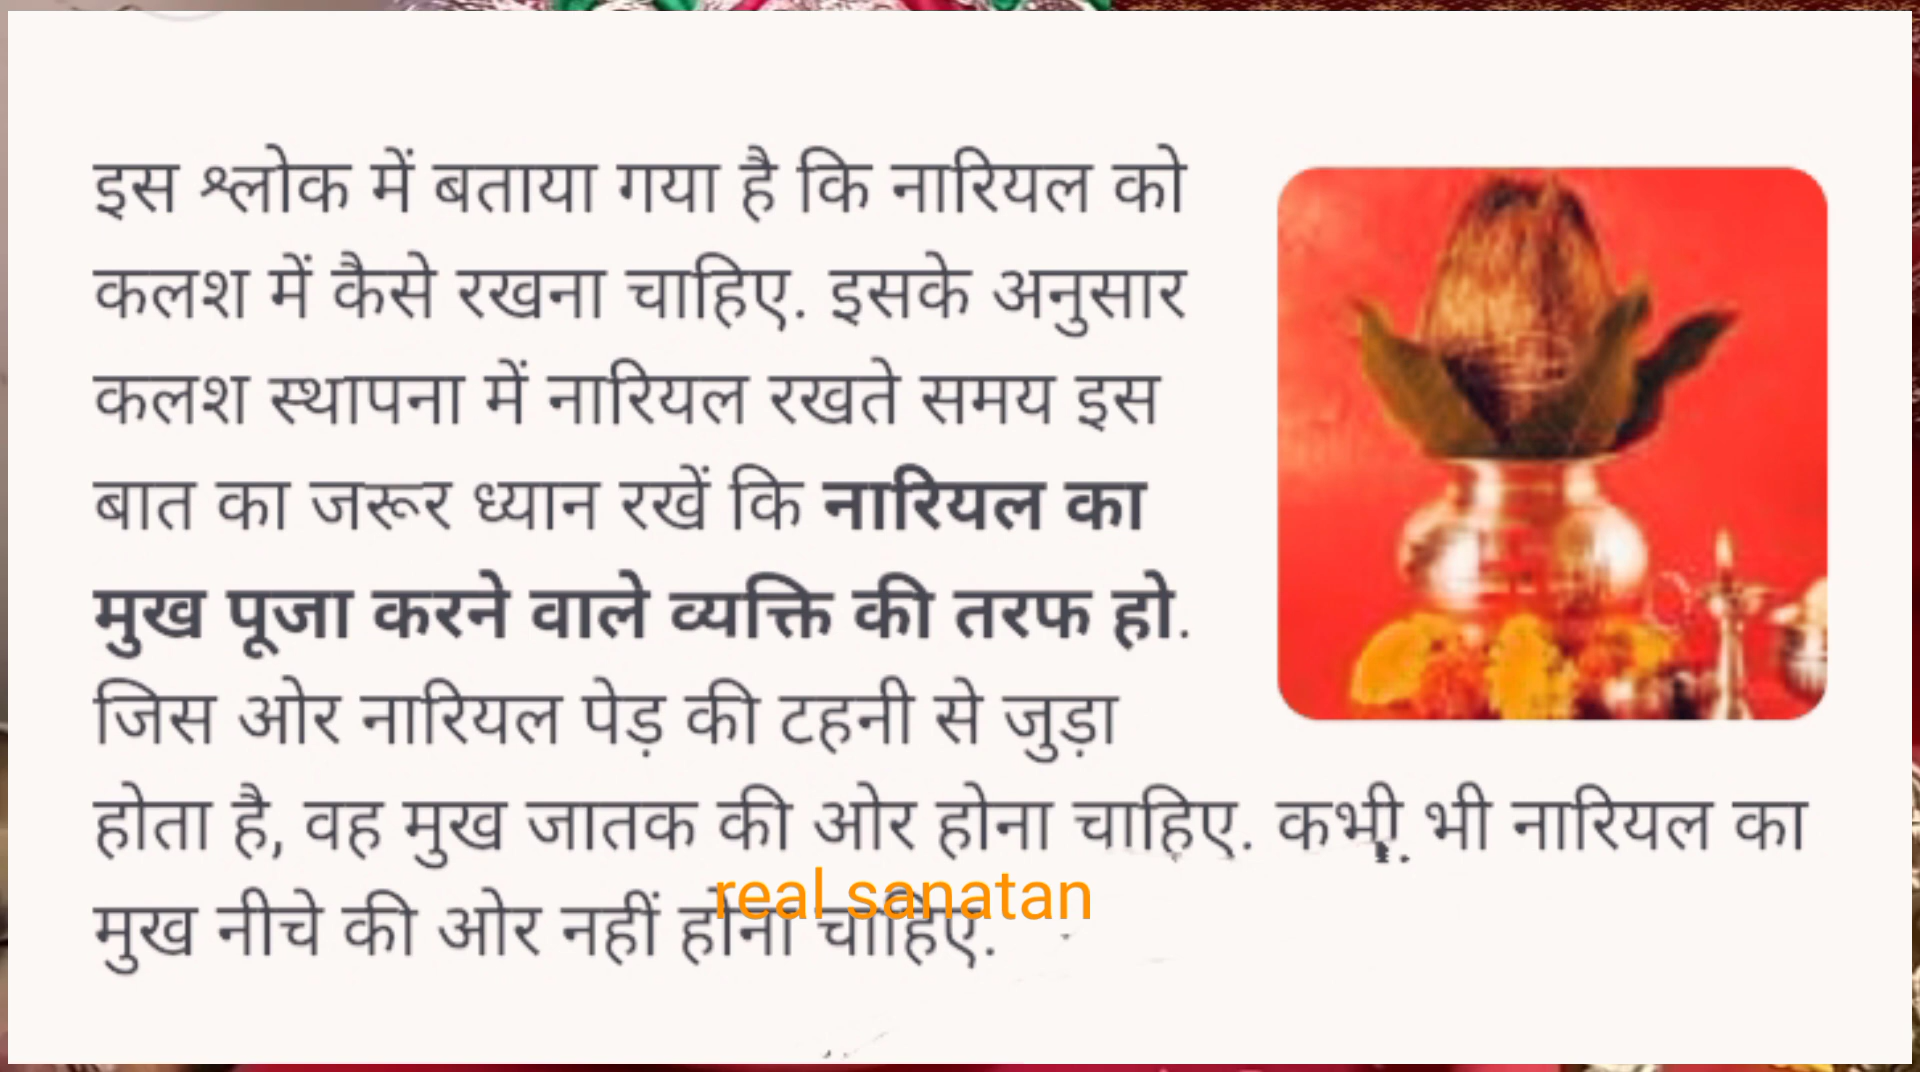 इस श्लोक में बताया गया है कि नारियल को
कलश में कैसे रखना चाहिए. इसके अनुसार
कलश स्थापना में नारियल रखते समय इस
बात का जरूर ध्यान रखें कि नारियल का
मुख पूजा करने वाले व्यक्ति की तरफ हो.
जिस ओर नारियल पेड़ की टहनी से जुड़ा
होता है, वह मुख जातक की ओर होना चाहिए. कभी भी नारियल का
real sanatan
मुख नीचे की ओर नहीं होना चाहिए.